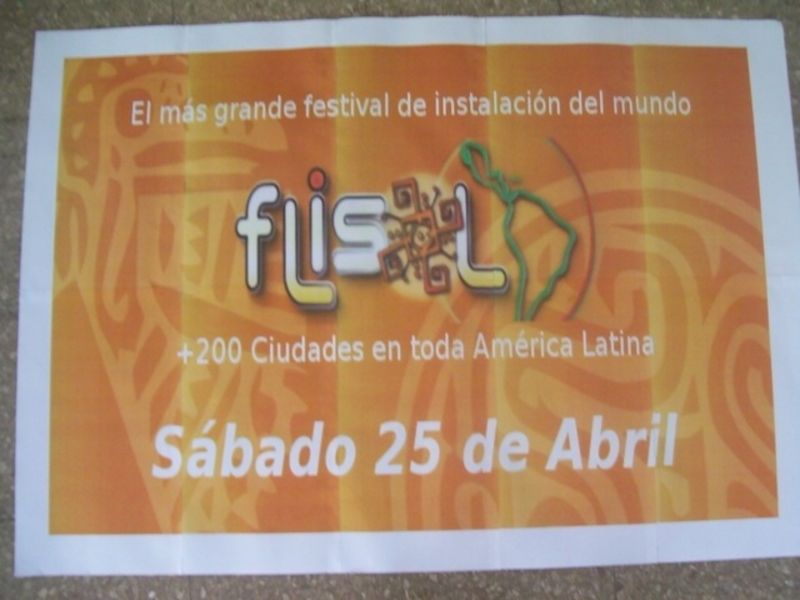 El más grande festival de instalación del mundo
flisol
+200 Ciudades en toda América Latina
Sábado 25 de Abril